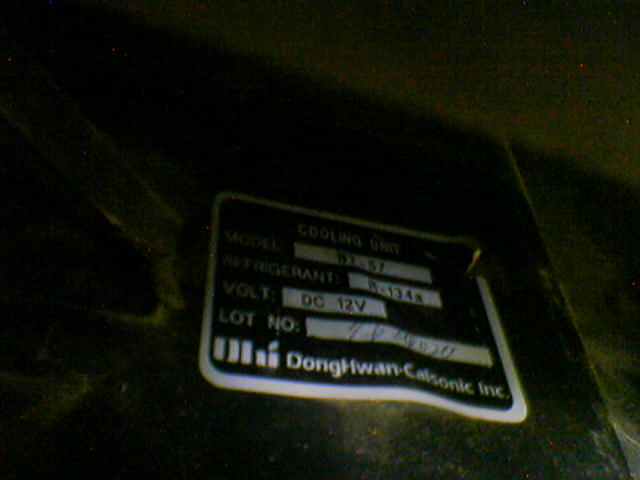 COOLING UNIT
MODEL:
REFRIGERANT: R-134a
VOLT: DC 12V
LOT NO:
DongHwan-Calsonic Inc.